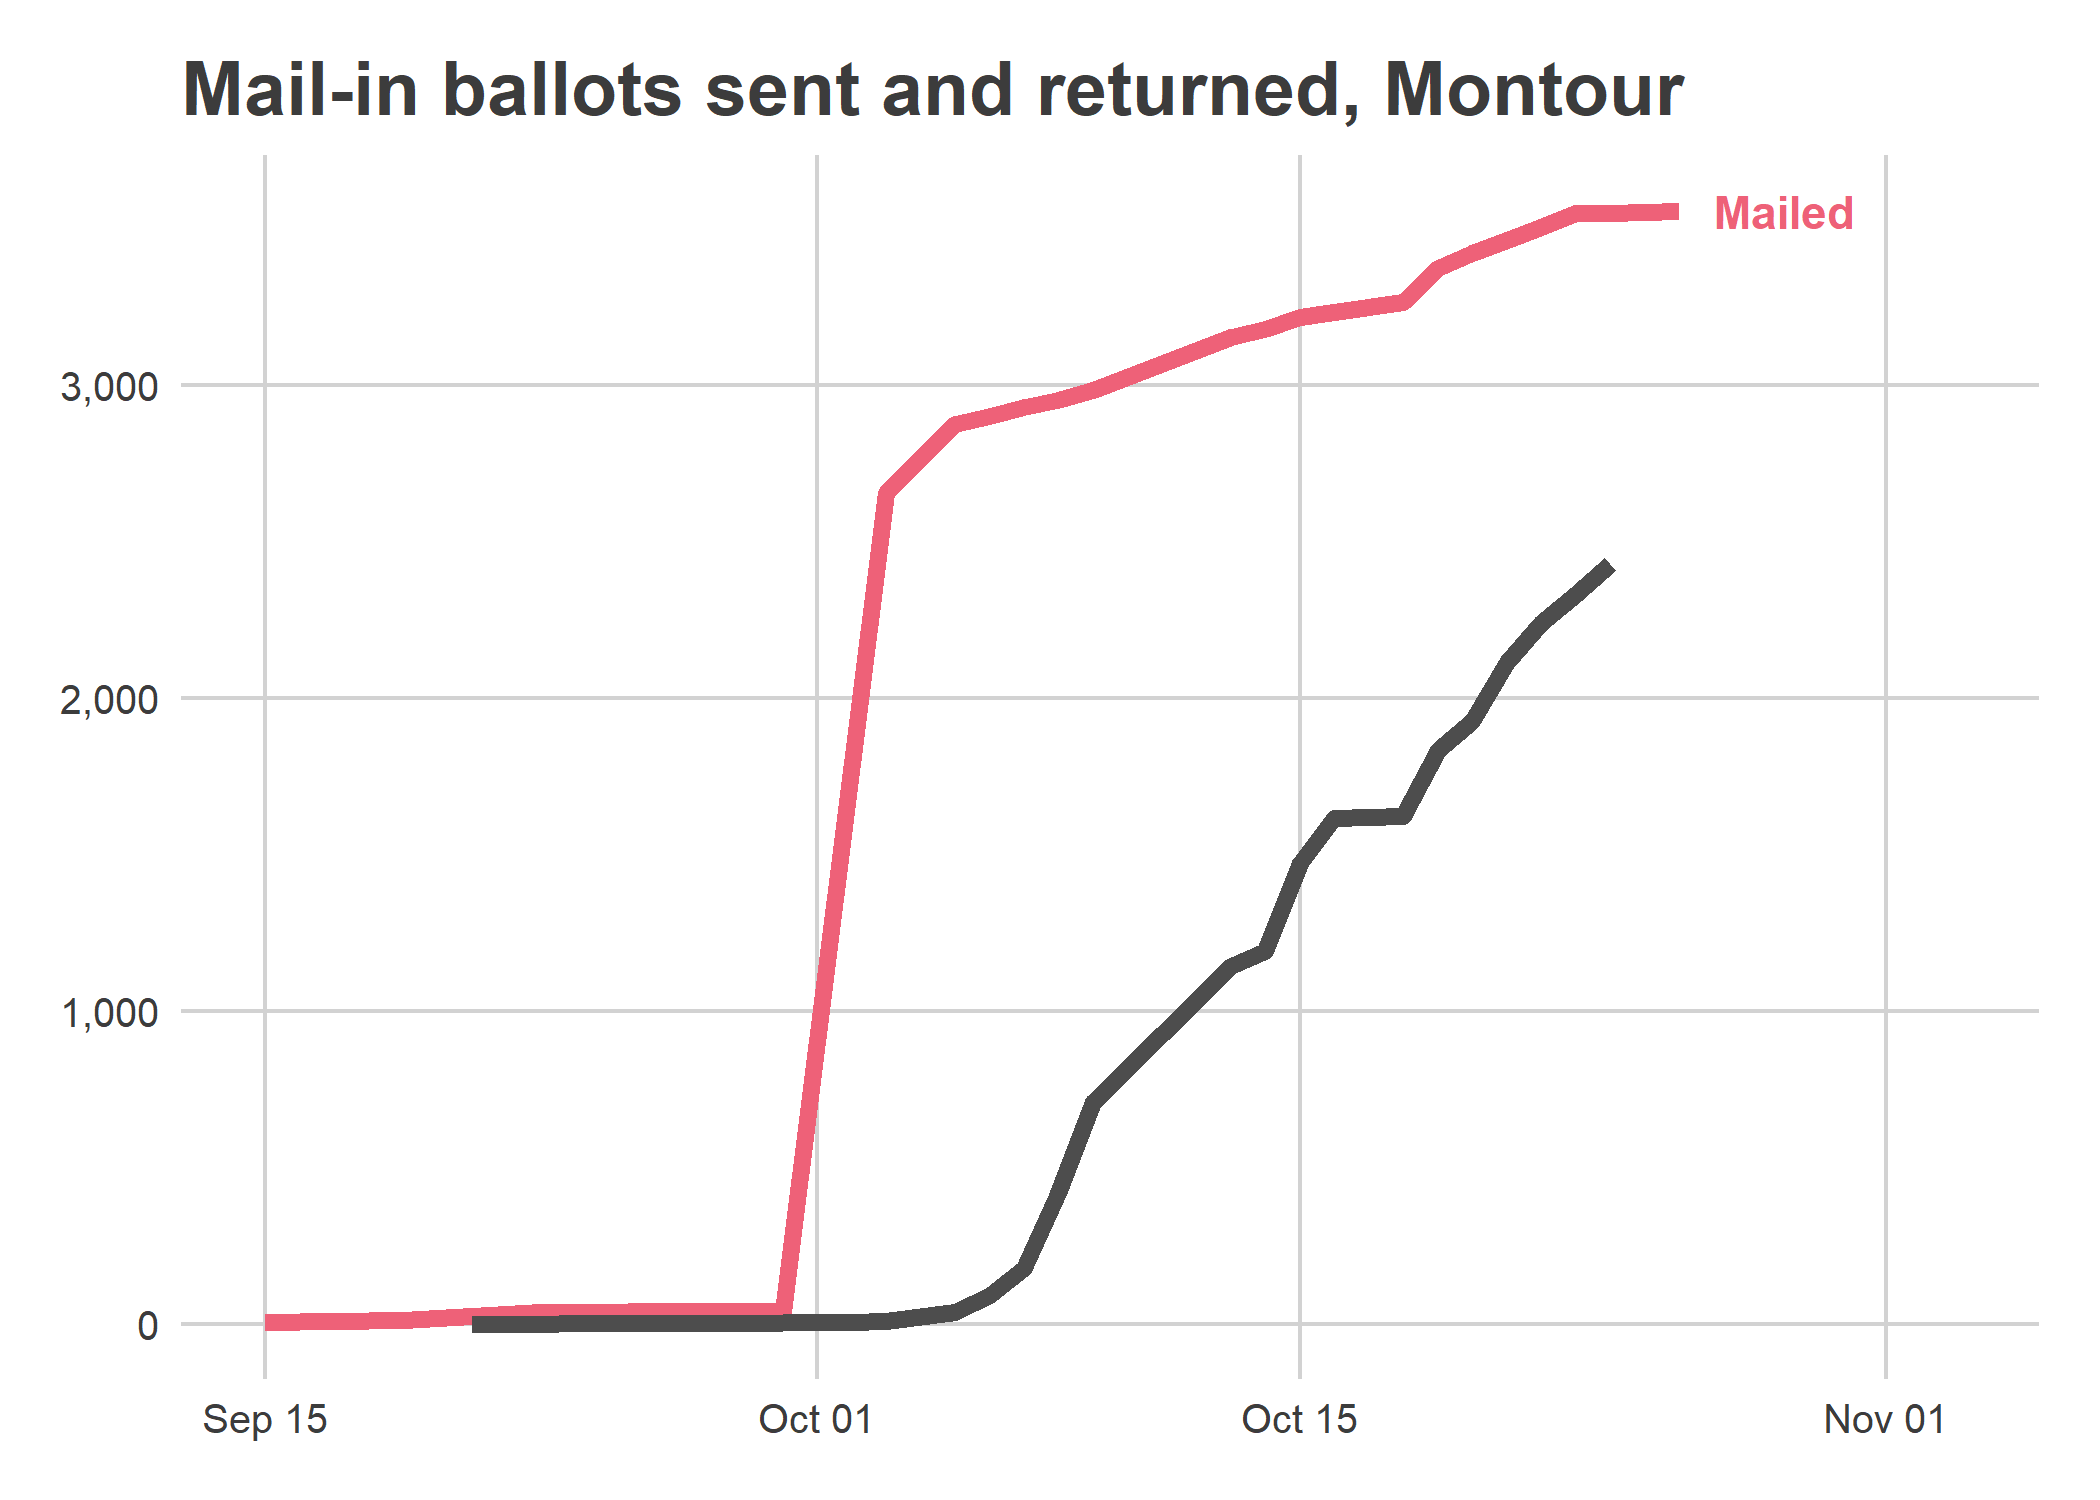 Mail-in ballots sent and returned, Montour
Mailed
3,000
2,000
1,000
0
Sep 15
Oct 01
Oct 15
Nov 01